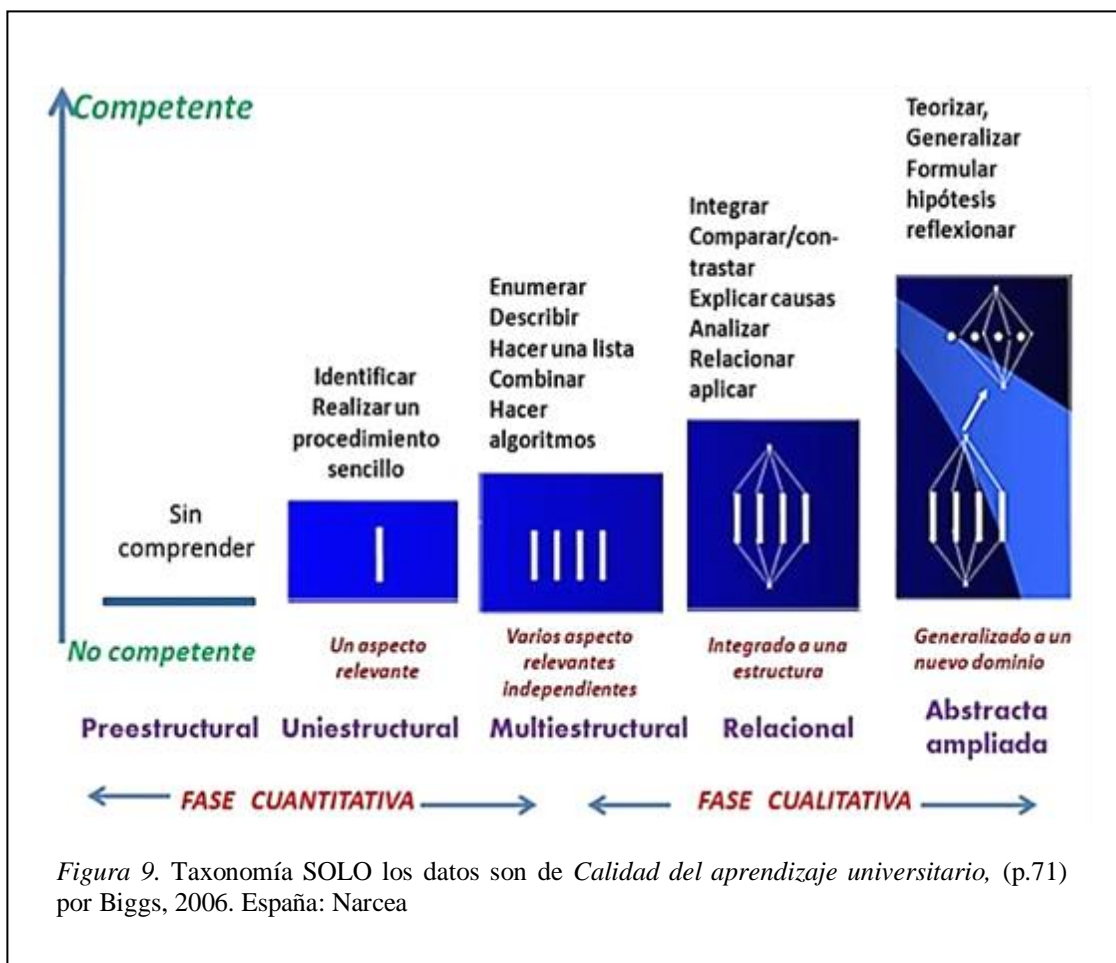 Competente
Teorizar,
Generalizar
Formular
hipótesis
reflexionar
Integrar
Comparar/con-
trastar
Explicar causas
Analizar
Relacionar
aplicar
Enumerar
Describir
Hacer una lista
Combinar
Hacer
algoritmos
Identificar
Realizar un
procedimiento
sencillo
Sin
comprender
No competente
Un aspecto
relevante
Varios aspecto
relevantes
independientes
Integrado a una
estructura
Generalizado a un
nuevo dominio
Preestructural
Uniestructural
Multiestructural
Relacional
Abstracta
ampliada
FASE CUANTITATIVA
FASE CUALITATIVA
Figura 9. Taxonomía SOLO los datos son de Calidad del aprendizaje universitario, (p.71)
por Biggs, 2006. España: Narcea